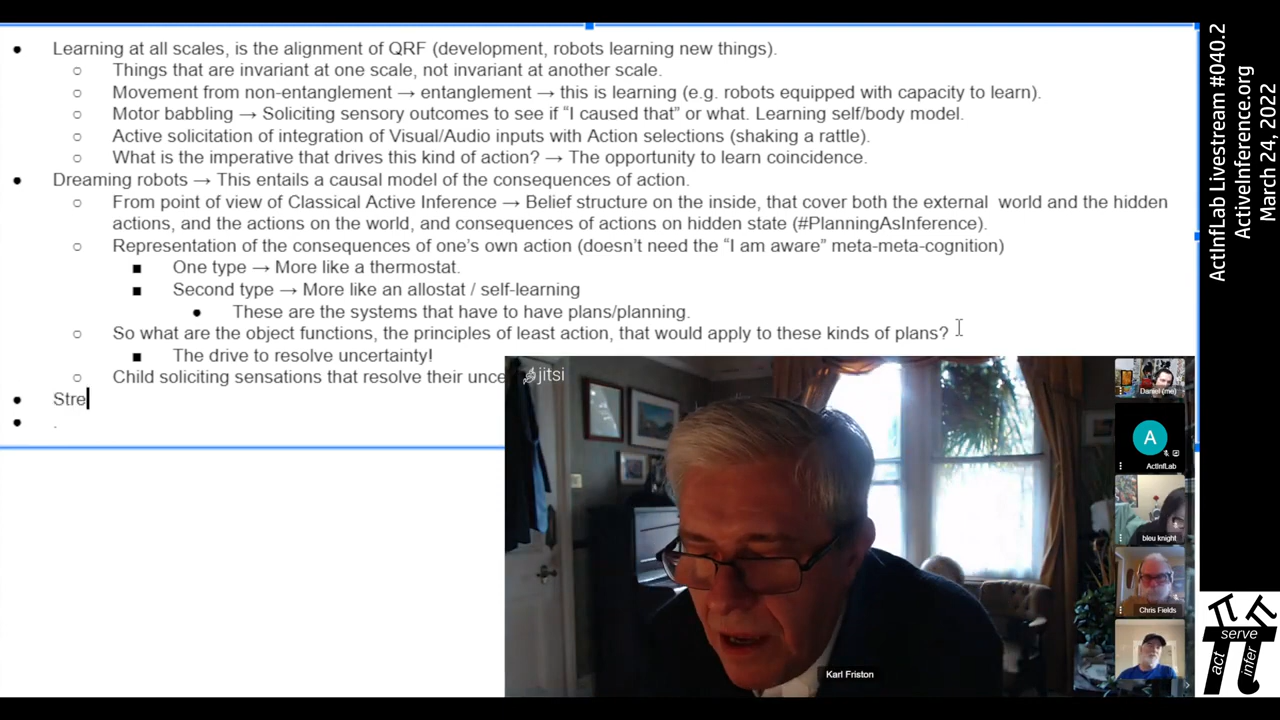 Learning at all scales, is the alignment of QRF (development, robots learning new things).
Things that are invariant at one scale, not invariant at another scale.
Movement from non-entanglement → entanglement → this is learning (e.g. robots equipped with capacity to learn).
Motor babbling → Soliciting sensory outcomes to see if “I caused that” or what. Learning self/body model.
Active solicitation of integration of Visual/Audio inputs with Action selections (shaking a rattle).
What is the imperative that drives this kind of action? → The opportunity to learn coincidence.
Dreaming robots → This entails a causal model of the consequences of action.
From point of view of Classical Active Inference → Belief structure on the inside, that cover both the external world and the hidden
actions, and the actions on the world, and consequences of actions on hidden state (#PlanningAsInference).
Representation of the consequences of one’s own action (doesn’t need the “I am aware” meta-meta-cognition)
One type → More like a thermostat.
Second type → More like an allostat / self-learning
These are the systems that have to have plans/planning.
So what are the object functions, the principles of least action, that would apply to these kinds of plans?
The drive to resolve uncertainty!
Child soliciting sensations that resolve their unce
Stre
.
jitsi
Daniel (me)
A
ActInfLab
bleu knight
Chris Fields
Karl Friston
ActInfLab Livestream #040.2
ActiveInference.org
March 24, 2022
act
serve
infer